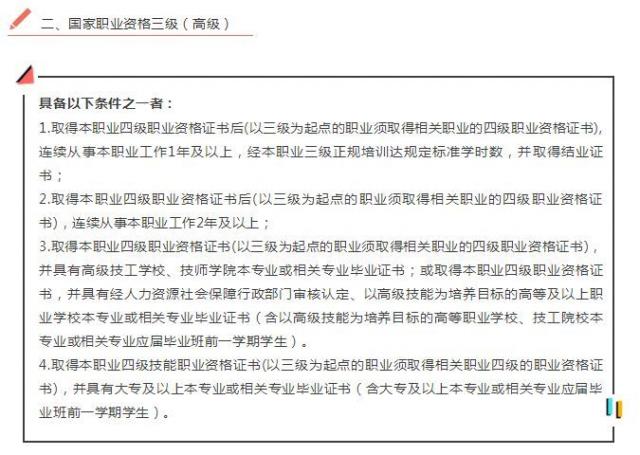 二、国家职业资格三级（高级）
具备以下条件之一者：
1.取得本职业四级职业资格证书后(以三级为起点的职业须取得相关职业的四级职业资格证书),
连续从事本职业工作1年及以上，经本职业三级正规培训达规定标准学时数，并取得结业证
书；
2.取得本职业四级职业资格证书后(以三级为起点的职业须取得相关职业的四级职业资格证
书)，连续从事本职业工作2年及以上；
3.取得本职业四级职业资格证书(以三级为起点的职业须取得相关职业的四级职业资格证书)，
并具有高级技工学校、技师学院本专业或相关专业毕业证书；或取得本职业四级职业资格证
书，并具有经人力资源社会保障行政部门审核认定、以高级技能为培养目标的高等及以上职
业学校本专业或相关专业毕业证书（含以高级技能为培养目标的高等职业学校、技工院校本
专业或相关专业应届毕业班前一学期学生）。
4.取得本职业四级技能职业资格证书(以三级为起点的职业须取得相关职业四级的职业资格证
书)，并具有大专及以上本专业或相关专业毕业证书（含大专及以上本专业或相关专业应届毕
业班前一学期学生）。